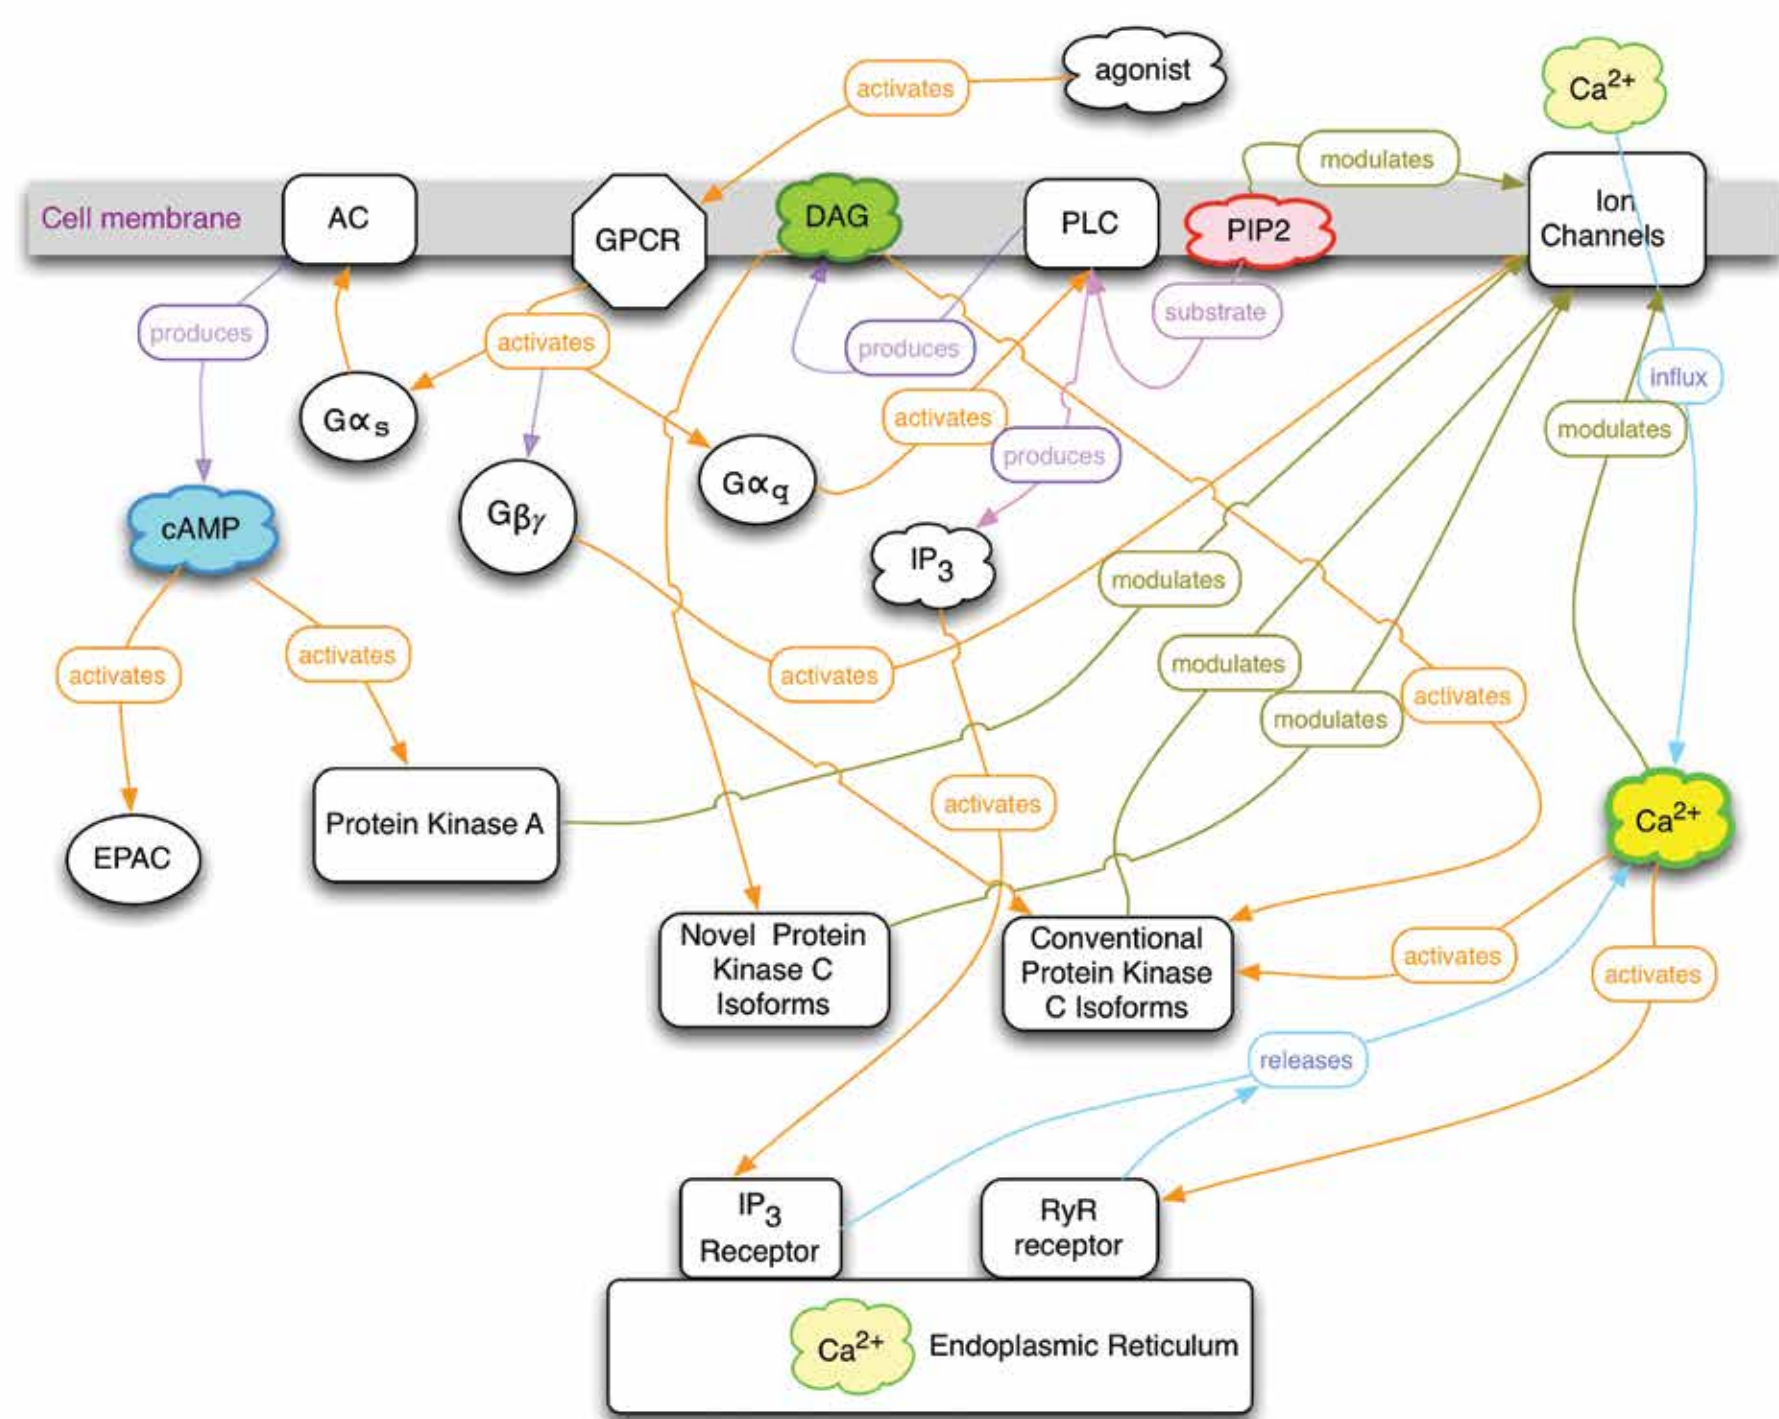 agonist
Ca2+
activates
modulates
Cell membrane
AC
GPCR
DAG
PLC
PIP2
Ion
Channels
produces
activates
produces
substrate
influx
Gαs
Gαq
activates
modulates
produces
cAMP
Gβγ
IP3
modulates
activates
activates
activates
modulates
modulates
activates
Protein Kinase A
activates
Ca2+
EPAC
Novel Protein
Kinase C
Isoforms
Conventional
Protein Kinase
C Isoforms
activates
activates
releases
IP3
Receptor
RyR
receptor
Ca2+
Endoplasmic Reticulum